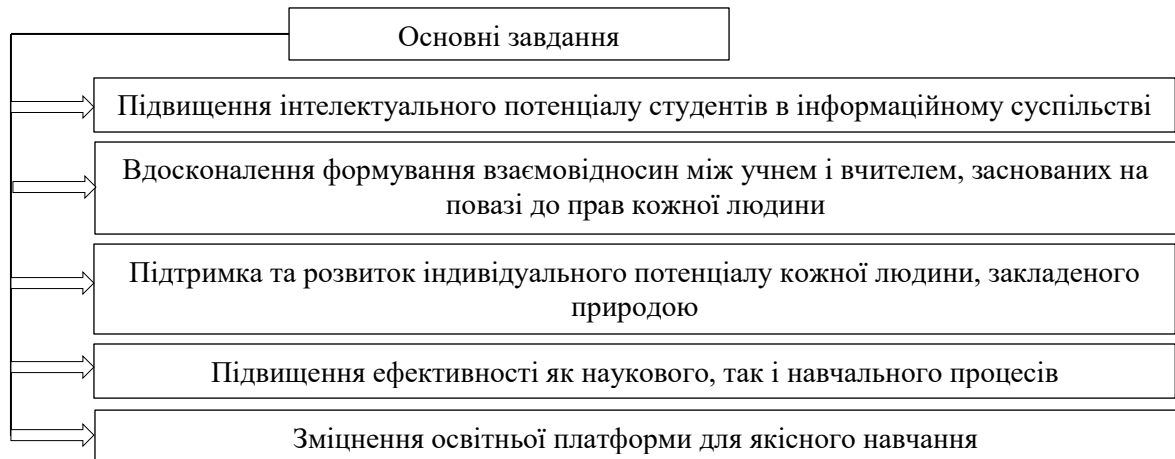 Основні завдання
Підвищення інтелектуального потенціалу студентів в інформаційному суспільстві
Вдосконалення формування взаємовідносин між учнем і вчителем, заснованих на
повазі до прав кожної людини
Підтримка та розвиток індивідуального потенціалу кожної людини, закладеного
природою
Підвищення ефективності як наукового, так і навчального процесів
Зміцнення освітньої платформи для якісного навчання